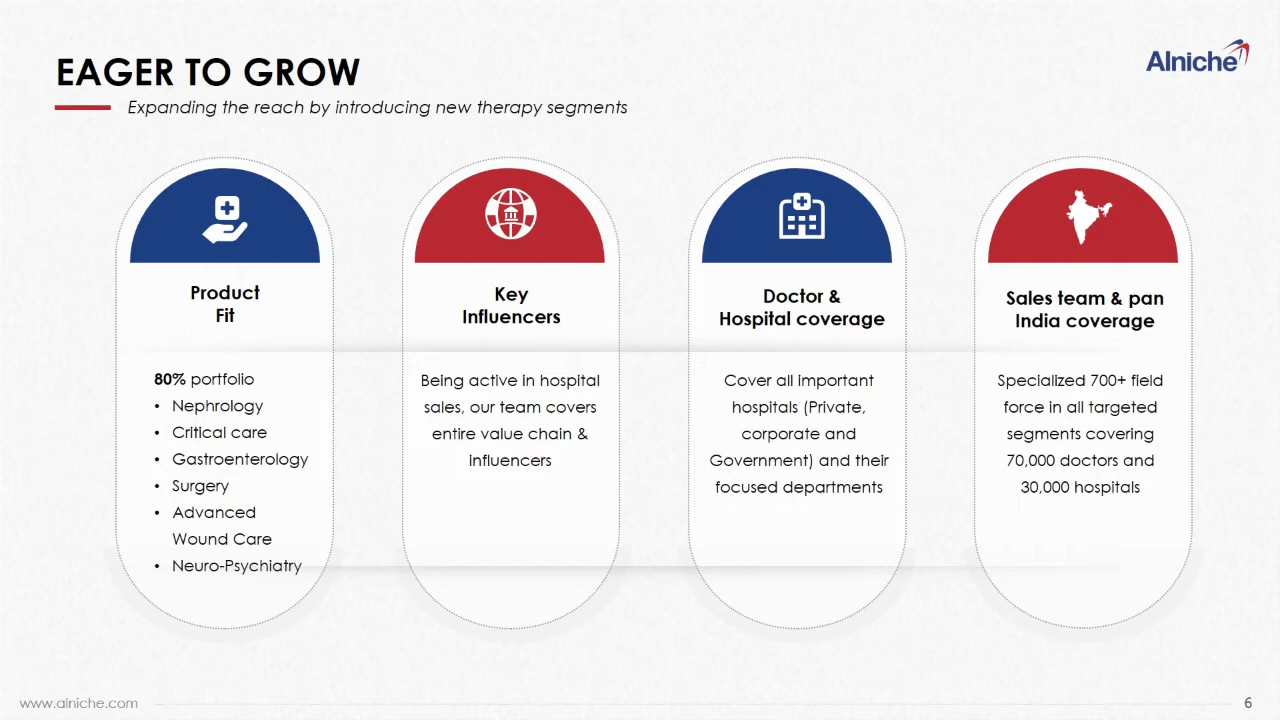 EAGER TO GROW
Expanding the reach by introducing new therapy segments
Alniche
Product
Fit
80% portfolio
• Nephrology
• Critical care
• Gastroenterology
• Surgery
• Advanced
Wound Care
• Neuro-Psychiatry
Key
Influencers
Being active in hospital
sales, our team covers
entire value chain &
influencers
Doctor &
Hospital coverage
Cover all important
hospitals (Private,
corporate and
Government) and their
focused departments
Sales team & pan
India coverage
Specialized 700+ field
force in all targeted
segments covering
70,000 doctors and
30,000 hospitals
www.alniche.com
6